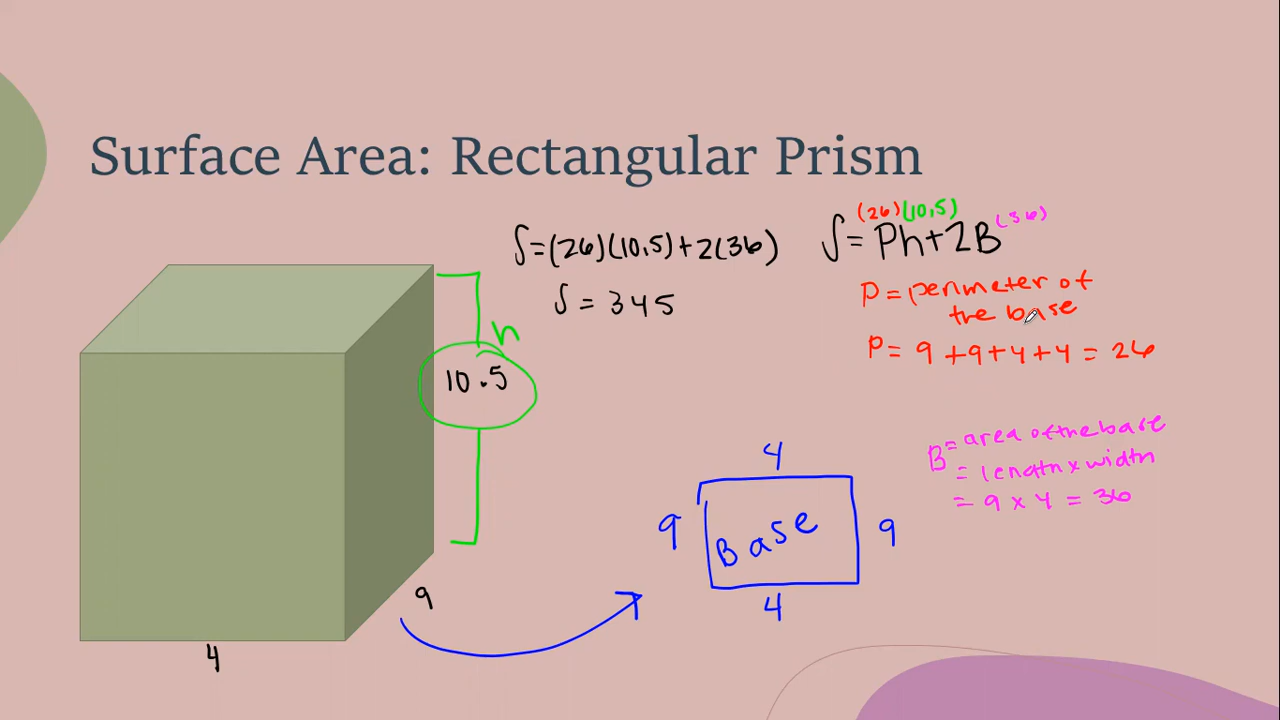 Surface Area: Rectangular Prism
(26)(10.5)
(36)
S=(26)(10.5)+2(36)
S=Ph+2B
S = 345
P = perimeter of
the base
P = 9+9+4+4 = 26
h
10.5
9
4
4
9
Base
9
4
B = area of the base
= length x width
= 9 x 4 = 36